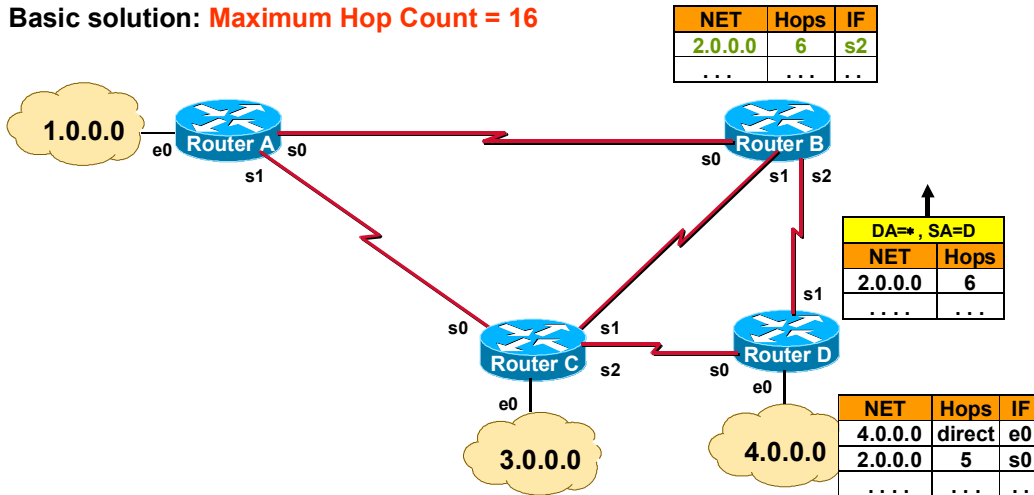 Basic solution: Maximum Hop Count = 16
NET Hops IF
2.0.0.0 6 s2
. . . . . . . .
1.0.0.0
e0
Router A
s0
s1
Router B
s0
s1
s2
DA=* , SA=D
NET Hops
2.0.0.0 6
. . . . . . .
s1
s0
s1
Router C
s2
s0
Router D
e0
e0
3.0.0.0
4.0.0.0
NET Hops IF
4.0.0.0 direct e0
2.0.0.0 5 s0
. . . . . . . . .